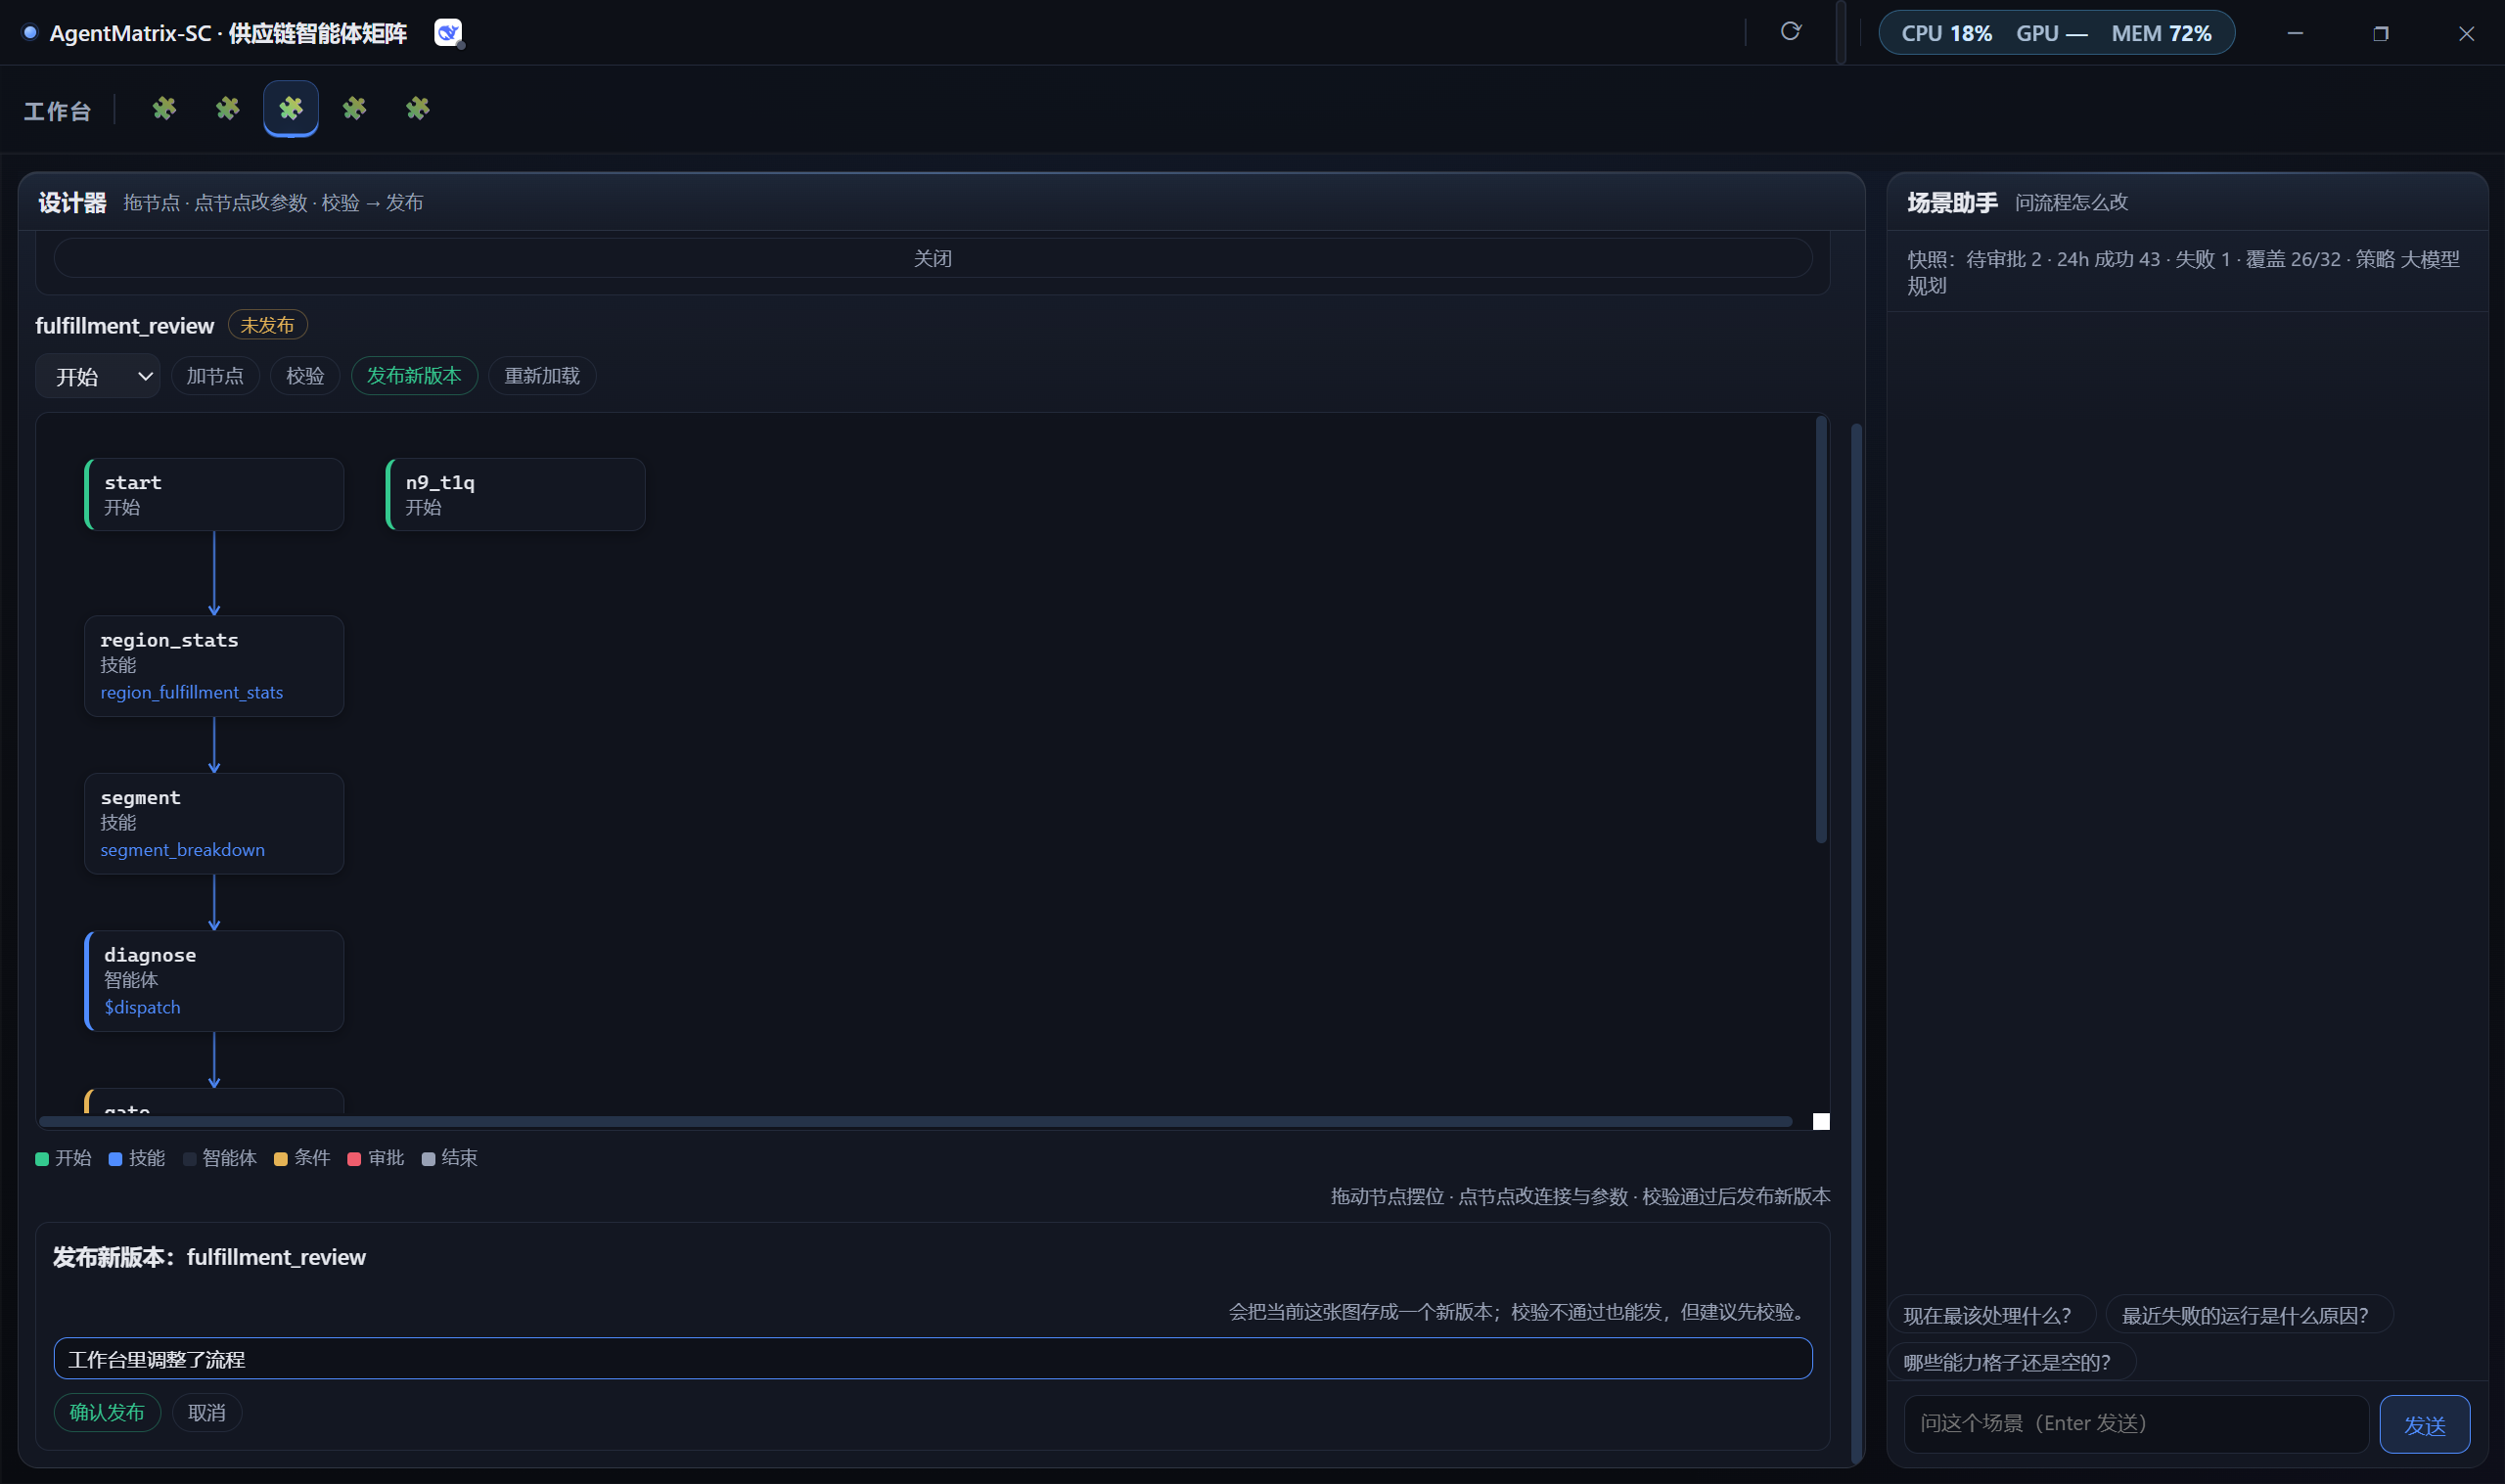 AgentMatrix-SC · 供应链智能体矩阵
CPU 18% GPU — MEM 72%
工作台
设计器 拖节点 · 点节点改参数 · 校验 → 发布
关闭
fulfillment_review 未发布
开始 加节点 校验 发布新版本 重新加载
start
开始
n9_t1q
开始
region_stats
技能
region_fulfillment_stats
segment
技能
segment_breakdown
diagnose
智能体
$dispatch
gate
开始 技能 智能体 条件 审批 结束
拖动节点摆位 · 点节点改连接与参数 · 校验通过后发布新版本
发布新版本：fulfillment_review
会把当前这张图存成一个新版本；校验不通过也能发，但建议先校验。
工作台里调整了流程
确认发布 取消
场景助手 问流程怎么改
快照：待审批 2 · 24h 成功 43 · 失败 1 · 覆盖 26/32 · 策略 大模型
规划
现在最该处理什么？ 最近失败的运行是什么原因？
哪些能力格子还是空的？
问这个场景（Enter 发送） 发送